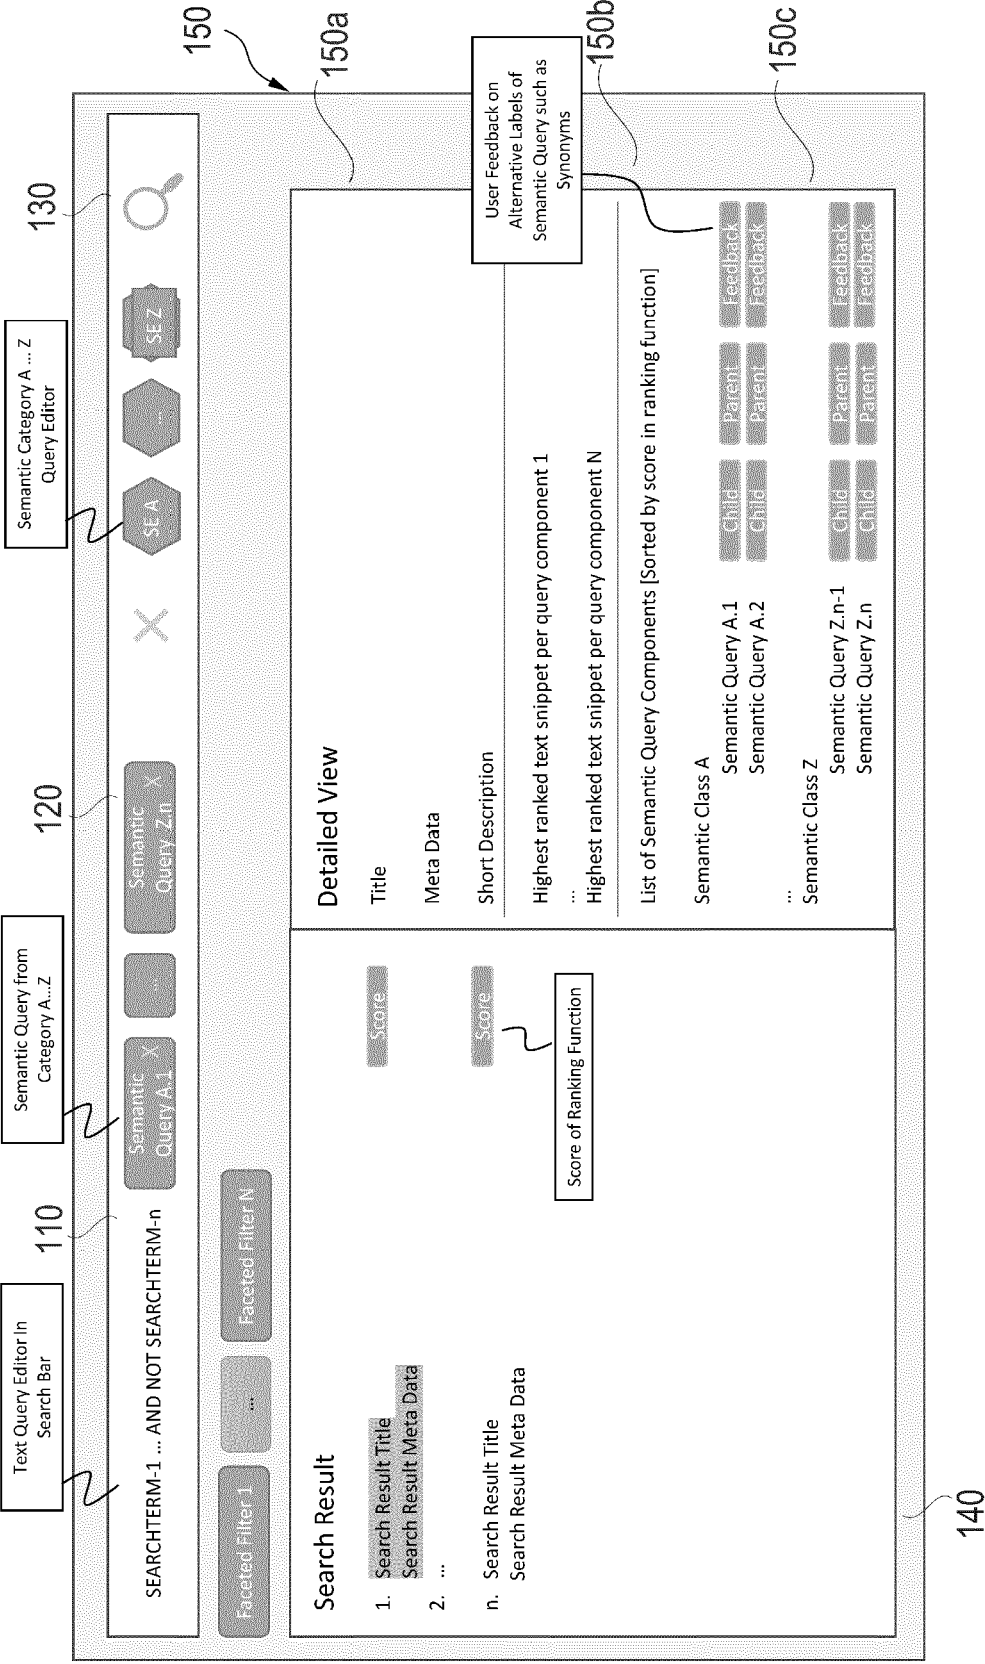 Text Query Editor In
Search Bar
Semantic Query from
Category A...Z
Semantic Category A ... Z
Query Editor
110
120
130
150
SEARCHTERM-1 ... AND NOT SEARCHTERM-n
Semantic
Query A.1 X
...
Semantic
Query Z.n X
X
SE A
...
SE Z
Faceted Filter 1
...
Faceted Filter N
150a
Search Result
1. Search Result Title
Search Result Meta Data
Score
2. ...
n. Search Result Title
Search Result Meta Data
Score
Score of Ranking Function
140
Detailed View
Title
Meta Data
Short Description
User Feedback on
Alternative Labels of
Semantic Query such as
Synonyms
Highest ranked text snippet per query component 1
...
Highest ranked text snippet per query component N
150b
List of Semantic Query Components [Sorted by score in ranking function]
Semantic Class A
Semantic Query A.1 Child Parent Feedback
Semantic Query A.2 Child Parent Feedback
...
Semantic Class Z
Semantic Query Z.n-1 Child Parent Feedback
Semantic Query Z.n Child Parent Feedback
150c